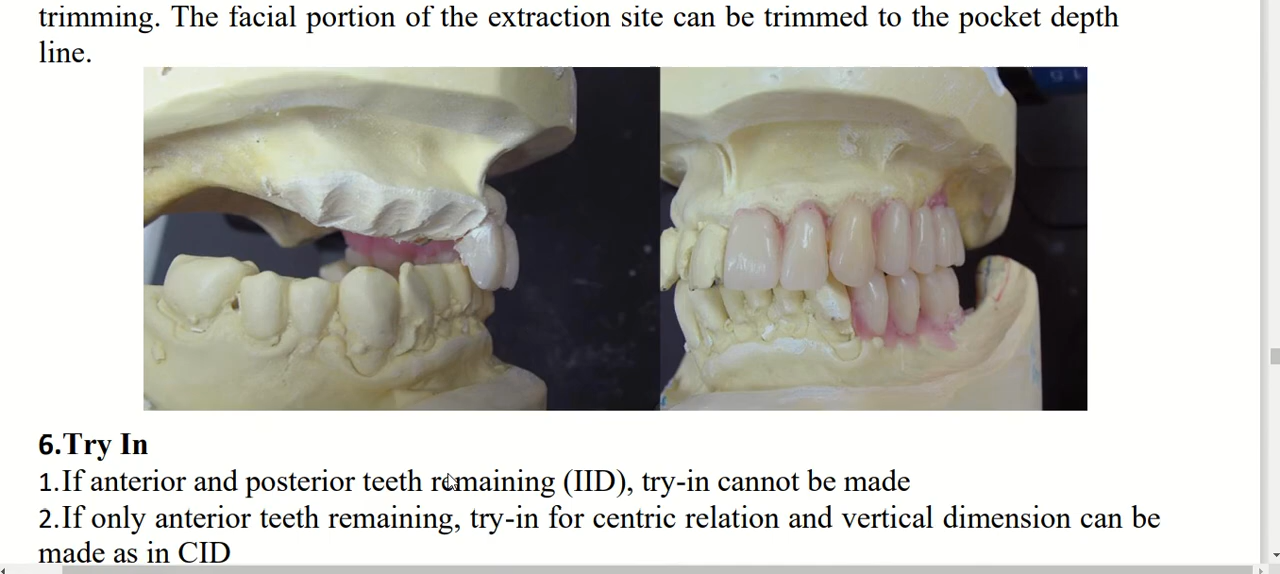 trimming. The facial portion of the extraction site can be trimmed to the pocket depth
line.
6.Try In
1.If anterior and posterior teeth remaining (IID), try-in cannot be made
2.If only anterior teeth remaining, try-in for centric relation and vertical dimension can be
made as in CID